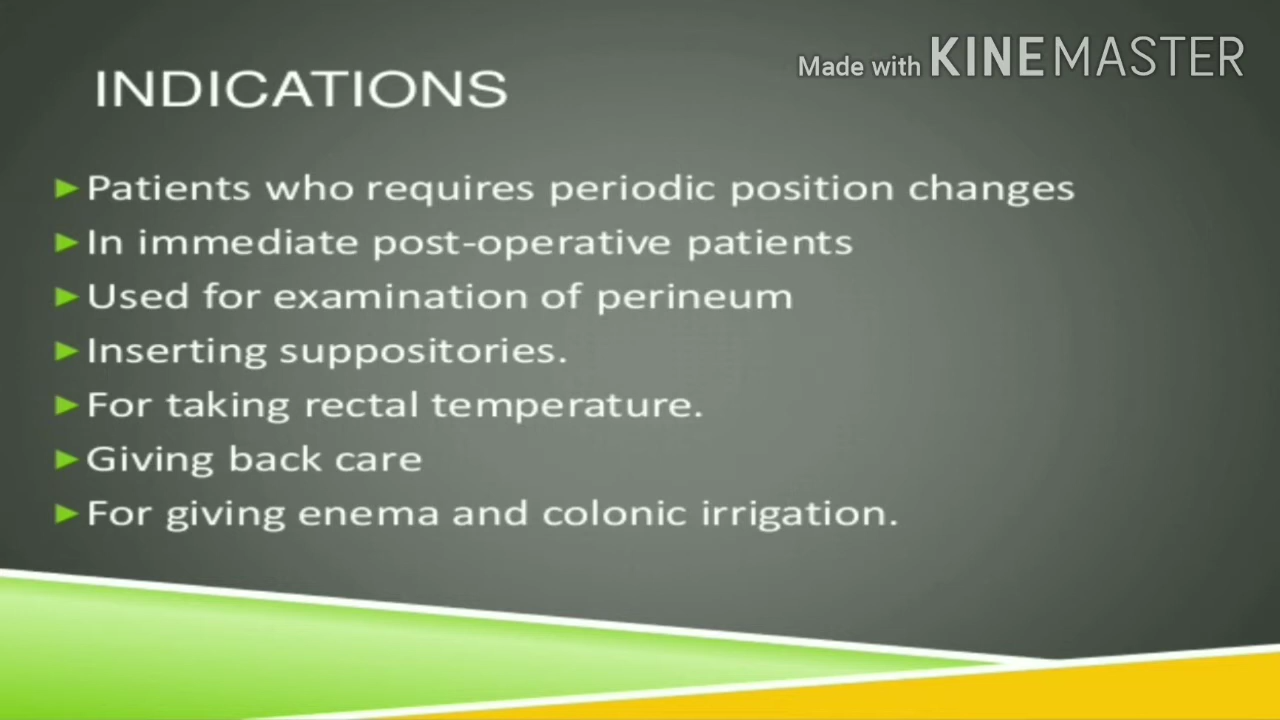 Made with KINEMASTER
INDICATIONS
Patients who requires periodic position changes
In immediate post-operative patients
Used for examination of perineum
Inserting suppositories.
For taking rectal temperature.
Giving back care
For giving enema and colonic irrigation.